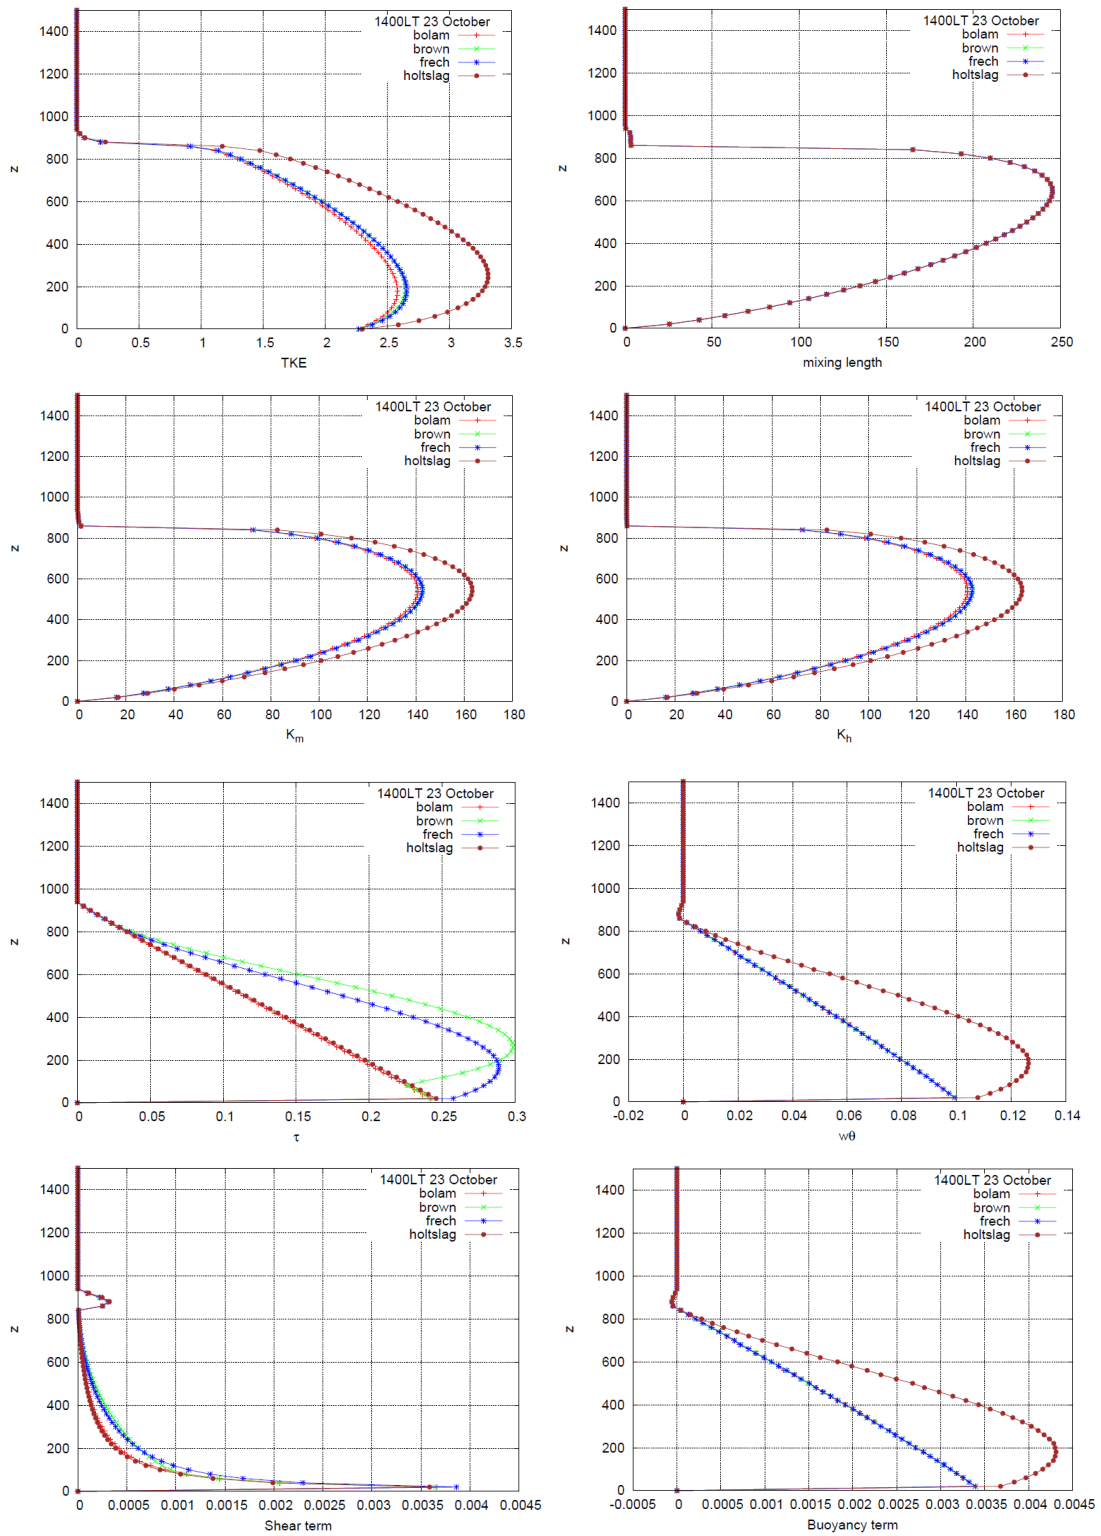 1400LT 23 October
bolam
brown
frech
holtslag
1400
1200
1000
800
600
400
200
0
z
0 0.5 1 1.5 2 2.5 3 3.5
TKE
1400LT 23 October
bolam
brown
frech
holtslag
1400
1200
1000
800
600
400
200
0
z
0 50 100 150 200 250
mixing length
1400LT 23 October
bolam
brown
frech
holtslag
1400
1200
1000
800
600
400
200
0
z
0 20 40 60 80 100 120 140 160 180
Km
1400LT 23 October
bolam
brown
frech
holtslag
1400
1200
1000
800
600
400
200
0
z
0 20 40 60 80 100 120 140 160 180
Kh
1400LT 23 October
bolam
brown
frech
holtslag
1400
1200
1000
800
600
400
200
0
z
0 0.05 0.1 0.15 0.2 0.25 0.3
τ
1400LT 23 October
bolam
brown
frech
holtslag
1400
1200
1000
800
600
400
200
0
z
-0.02 0 0.02 0.04 0.06 0.08 0.1 0.12 0.14
wθ
1400LT 23 October
bolam
brown
frech
holtslag
1400
1200
1000
800
600
400
200
0
z
0 0.0005 0.001 0.0015 0.002 0.0025 0.003 0.0035 0.004 0.0045
Shear term
1400LT 23 October
bolam
brown
frech
holtslag
1400
1200
1000
800
600
400
200
0
z
-0.0005 0 0.0005 0.001 0.0015 0.002 0.0025 0.003 0.0035 0.004 0.0045
Buoyancy term